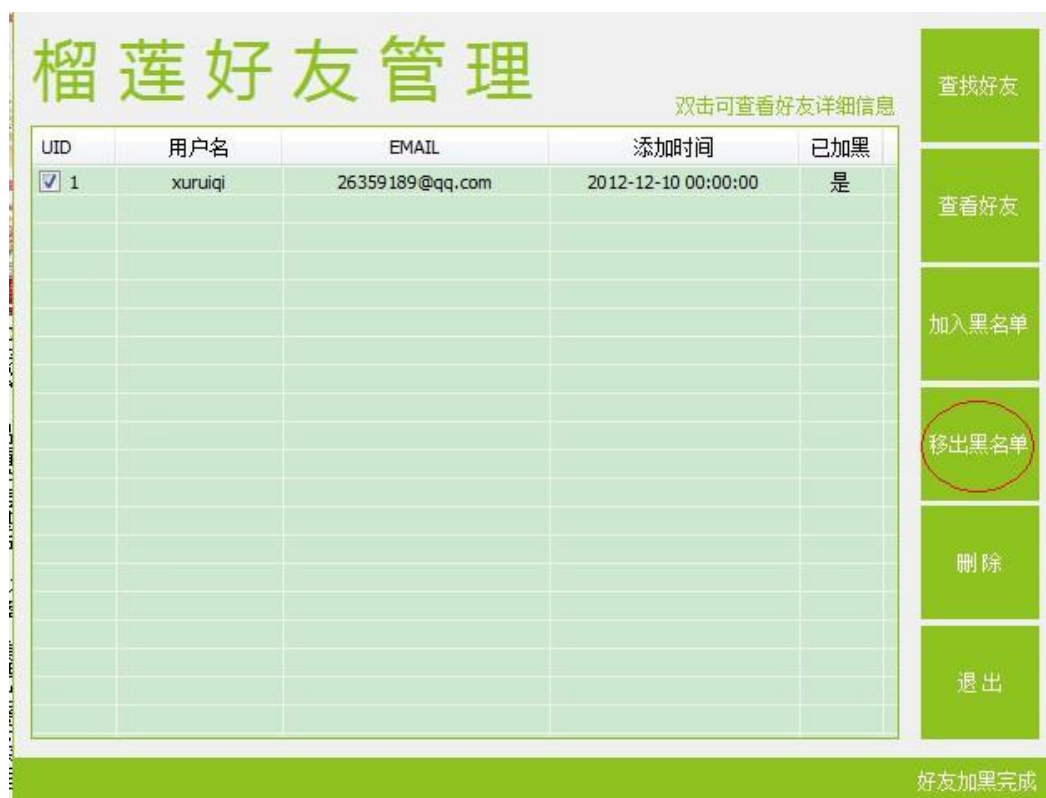 榴莲好友管理
双击可查看好友详细信息
UID 用户名 EMAIL 添加时间 已加黑
1 xuruiqi 26359189@qq.com 2012-12-10 00:00:00 是
查找好友
查看好友
加入黑名单
移出黑名单
删除
退出
好友加黑完成